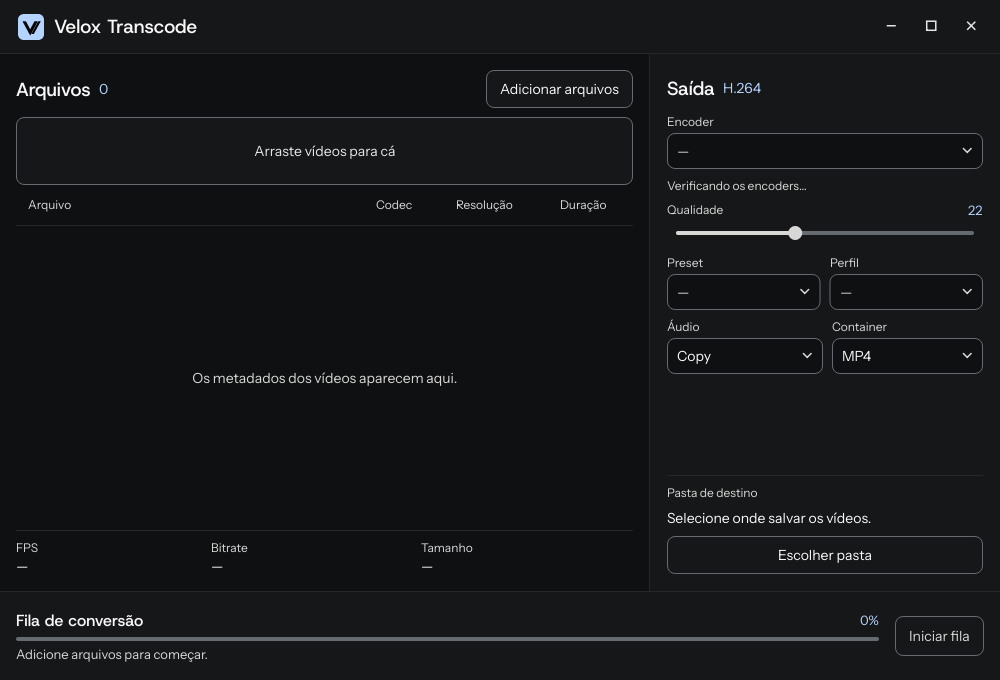 Velox Transcode
Arquivos 0
Adicionar arquivos
Arraste vídeos para cá
Arquivo Codec Resolução Duração
Os metadados dos vídeos aparecem aqui.
FPS Bitrate Tamanho
— — —
Saída H.264
Encoder
—
Verificando os encoders...
Qualidade 22
Preset Perfil
— —
Áudio Container
Copy MP4
Pasta de destino
Selecione onde salvar os vídeos.
Escolher pasta
Fila de conversão 0%
Adicione arquivos para começar.
Iniciar fila